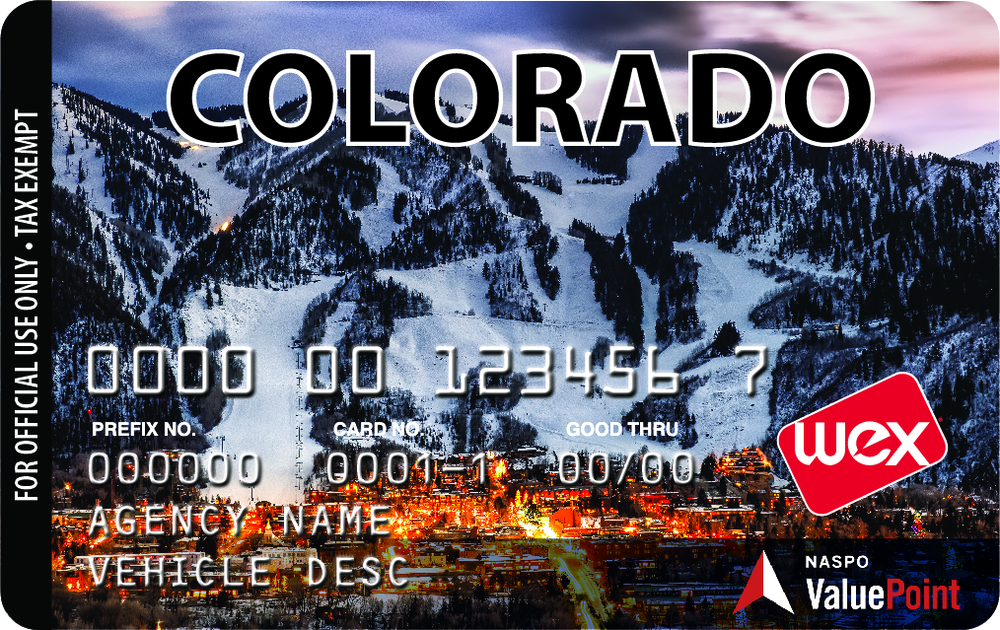 COLORADO
FOR OFFICIAL USE ONLY • TAX EXEMPT
0000 00 123456 7
PREFIX NO. CARD NO. GOOD THRU
000000 0001-1 00/00
AGENCY NAME
VEHICLE DESC
wex
NASPO
ValuePoint